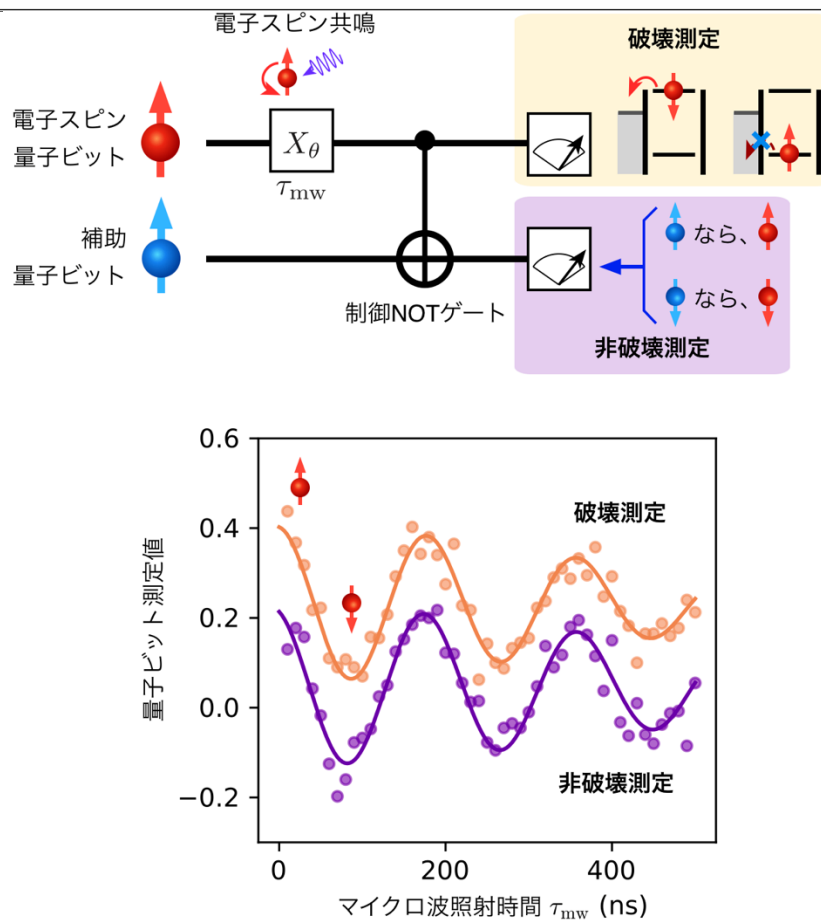 電子スピン共鳴
破壊測定
電子スピン
量子ビット
X_θ
τ_mw
補助
量子ビット
なら、
なら、
制御NOTゲート
非破壊測定
0.6
0.4
0.2
0.0
−0.2
量子ビット測定値
破壊測定
非破壊測定
0
200
400
マイクロ波照射時間 τ_mw (ns)